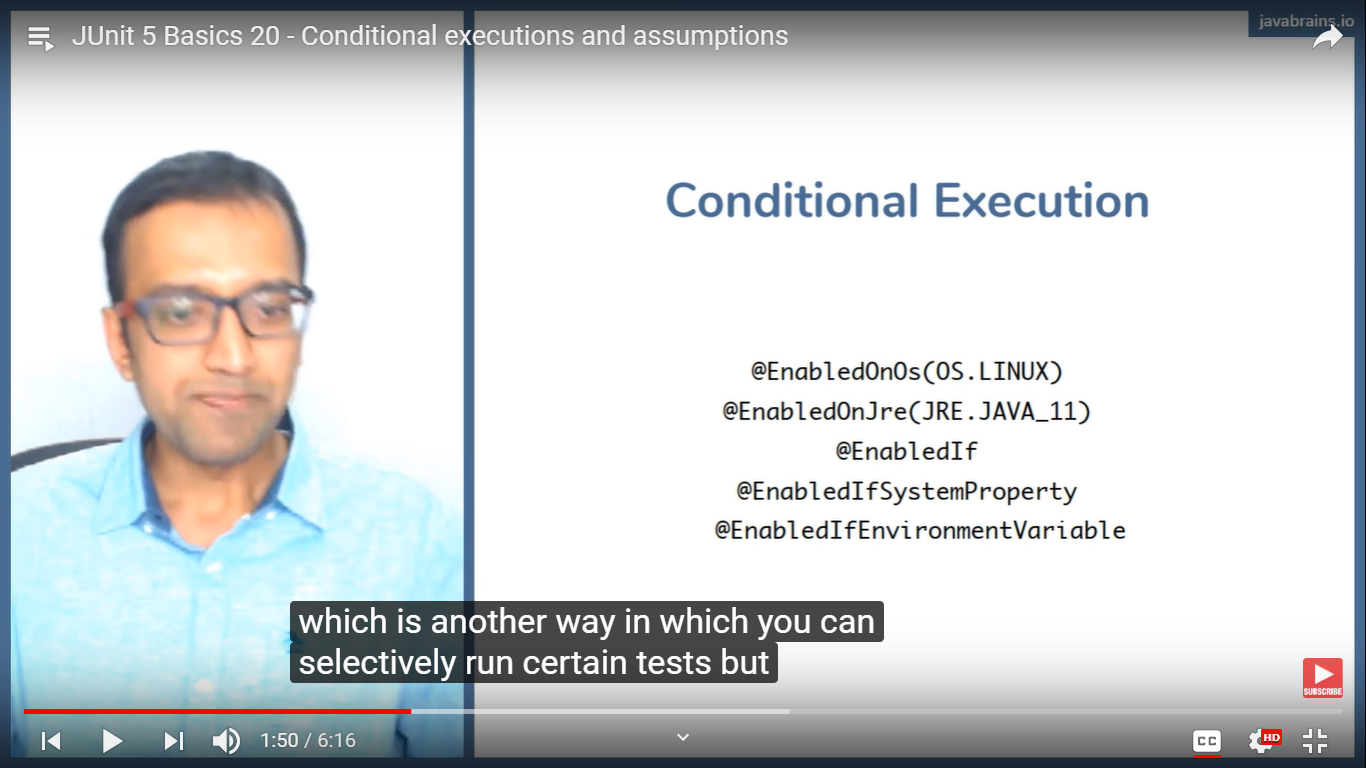 javabrains.io
JUnit 5 Basics 20 - Conditional executions and assumptions
Conditional Execution
@EnabledOnOs(OS.LINUX)
@EnabledOnJre(JRE.JAVA_11)
@EnabledIf
@EnabledIfSystemProperty
@EnabledIfEnvironmentVariable
which is another way in which you can
selectively run certain tests but
SUBSCRIBE
1:50 / 6:16
CC
HD